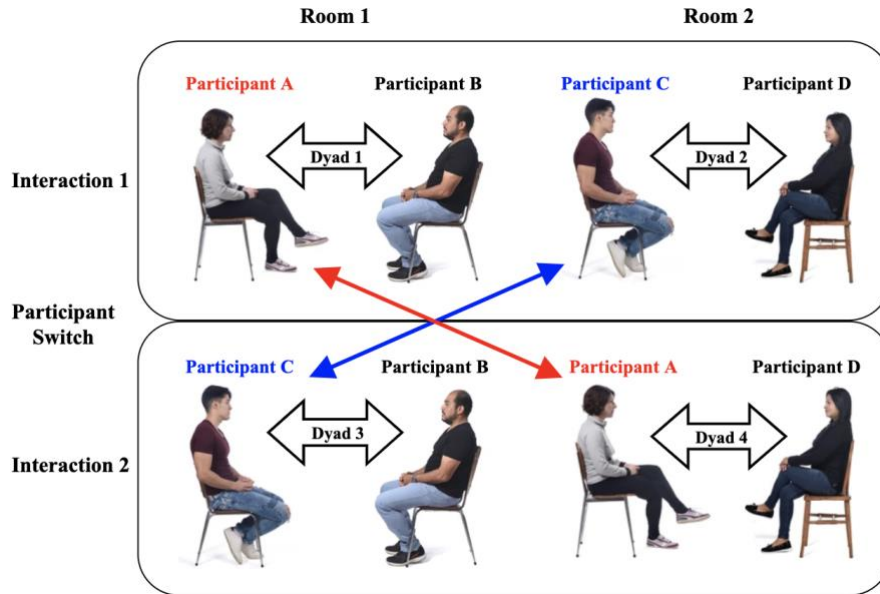 Room 1 Room 2
Participant A Participant B Participant C Participant D
Dyad 1 Dyad 2
Interaction 1
Participant
Switch
Participant C Participant B Participant A Participant D
Dyad 3 Dyad 4
Interaction 2